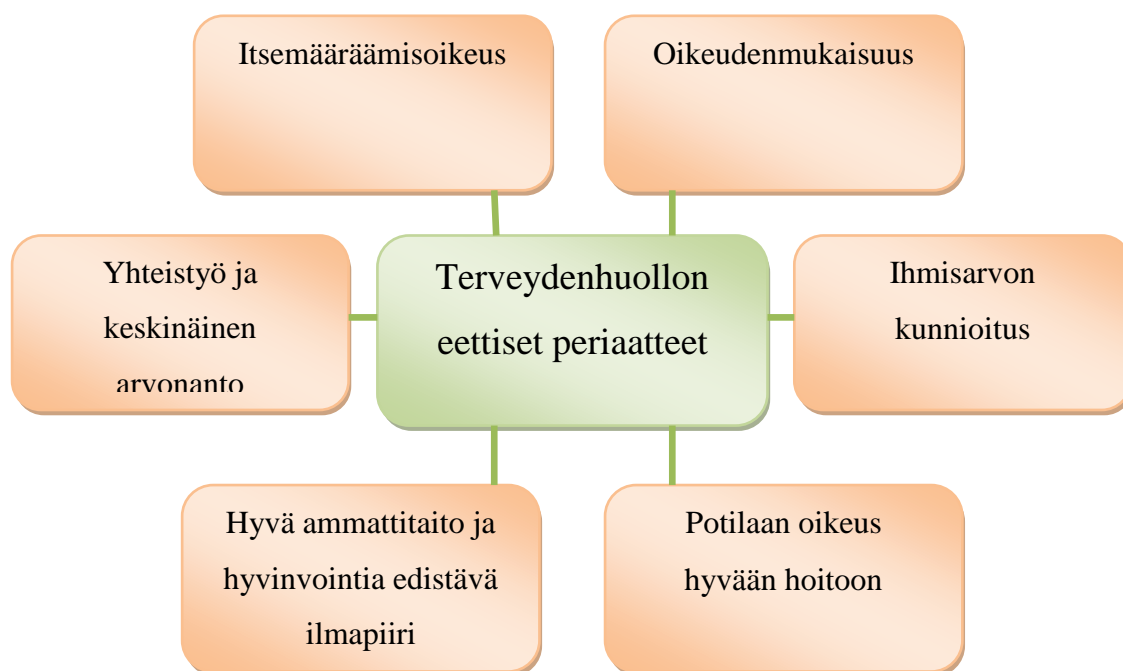 Itsemääräämisoikeus
Oikeudenmukaisuus
Yhteistyö ja
keskinäinen
arvonanto
Terveydenhuollon
eettiset periaatteet
Ihmisarvon
kunnioitus
Hyvä ammattitaito ja
hyvinvointia edistävä
ilmapiiri
Potilaan oikeus
hyvään hoitoon